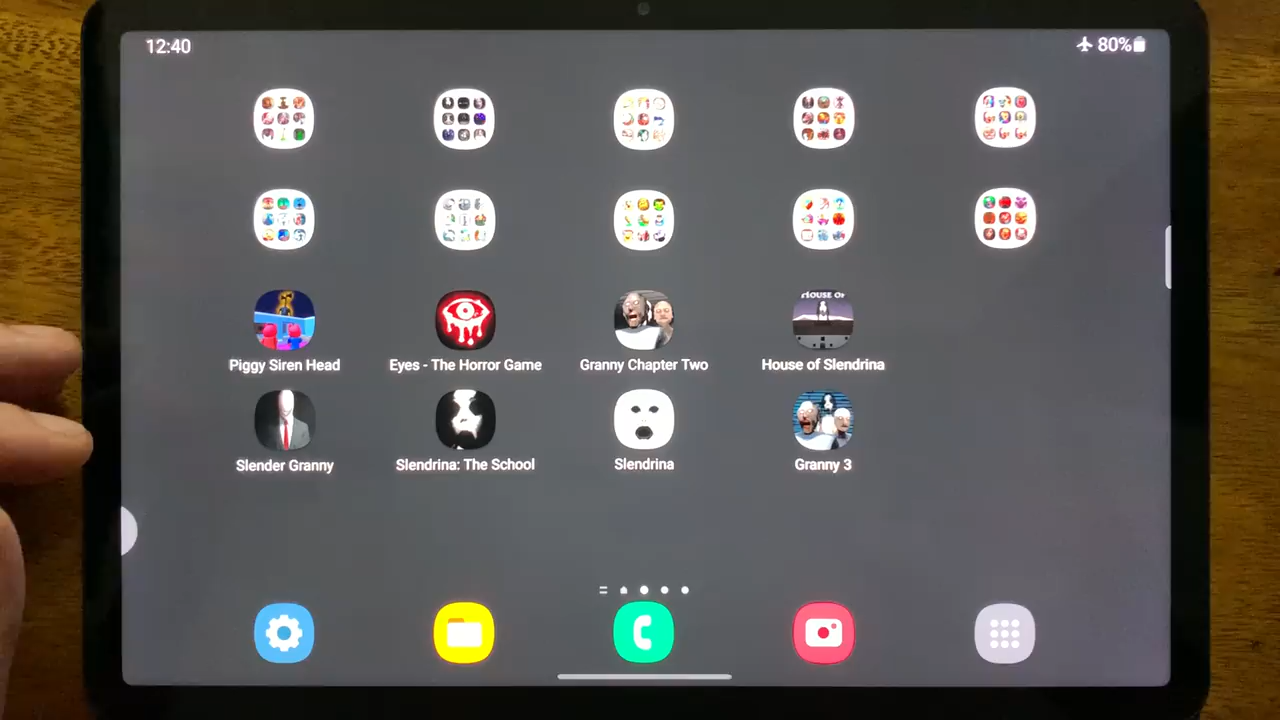 12:40
80%
HOUSE OF
Piggy Siren Head
Eyes - The Horror Game
Granny Chapter Two
House of Slendrina
Slender Granny
Slendrina: The School
Slendrina
Granny 3